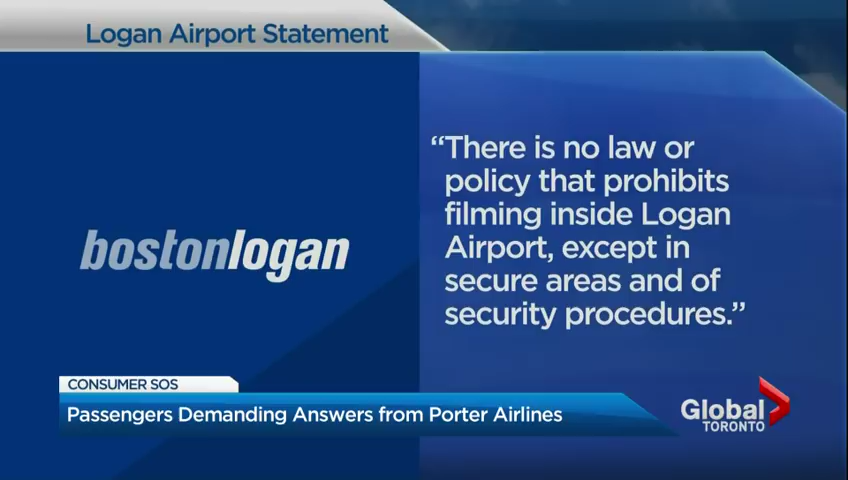 Logan Airport Statement
bostonlogan
“There is no law or
policy that prohibits
filming inside Logan
Airport, except in
secure areas and of
security procedures.”
CONSUMER SOS
Passengers Demanding Answers from Porter Airlines
Global
TORONTO